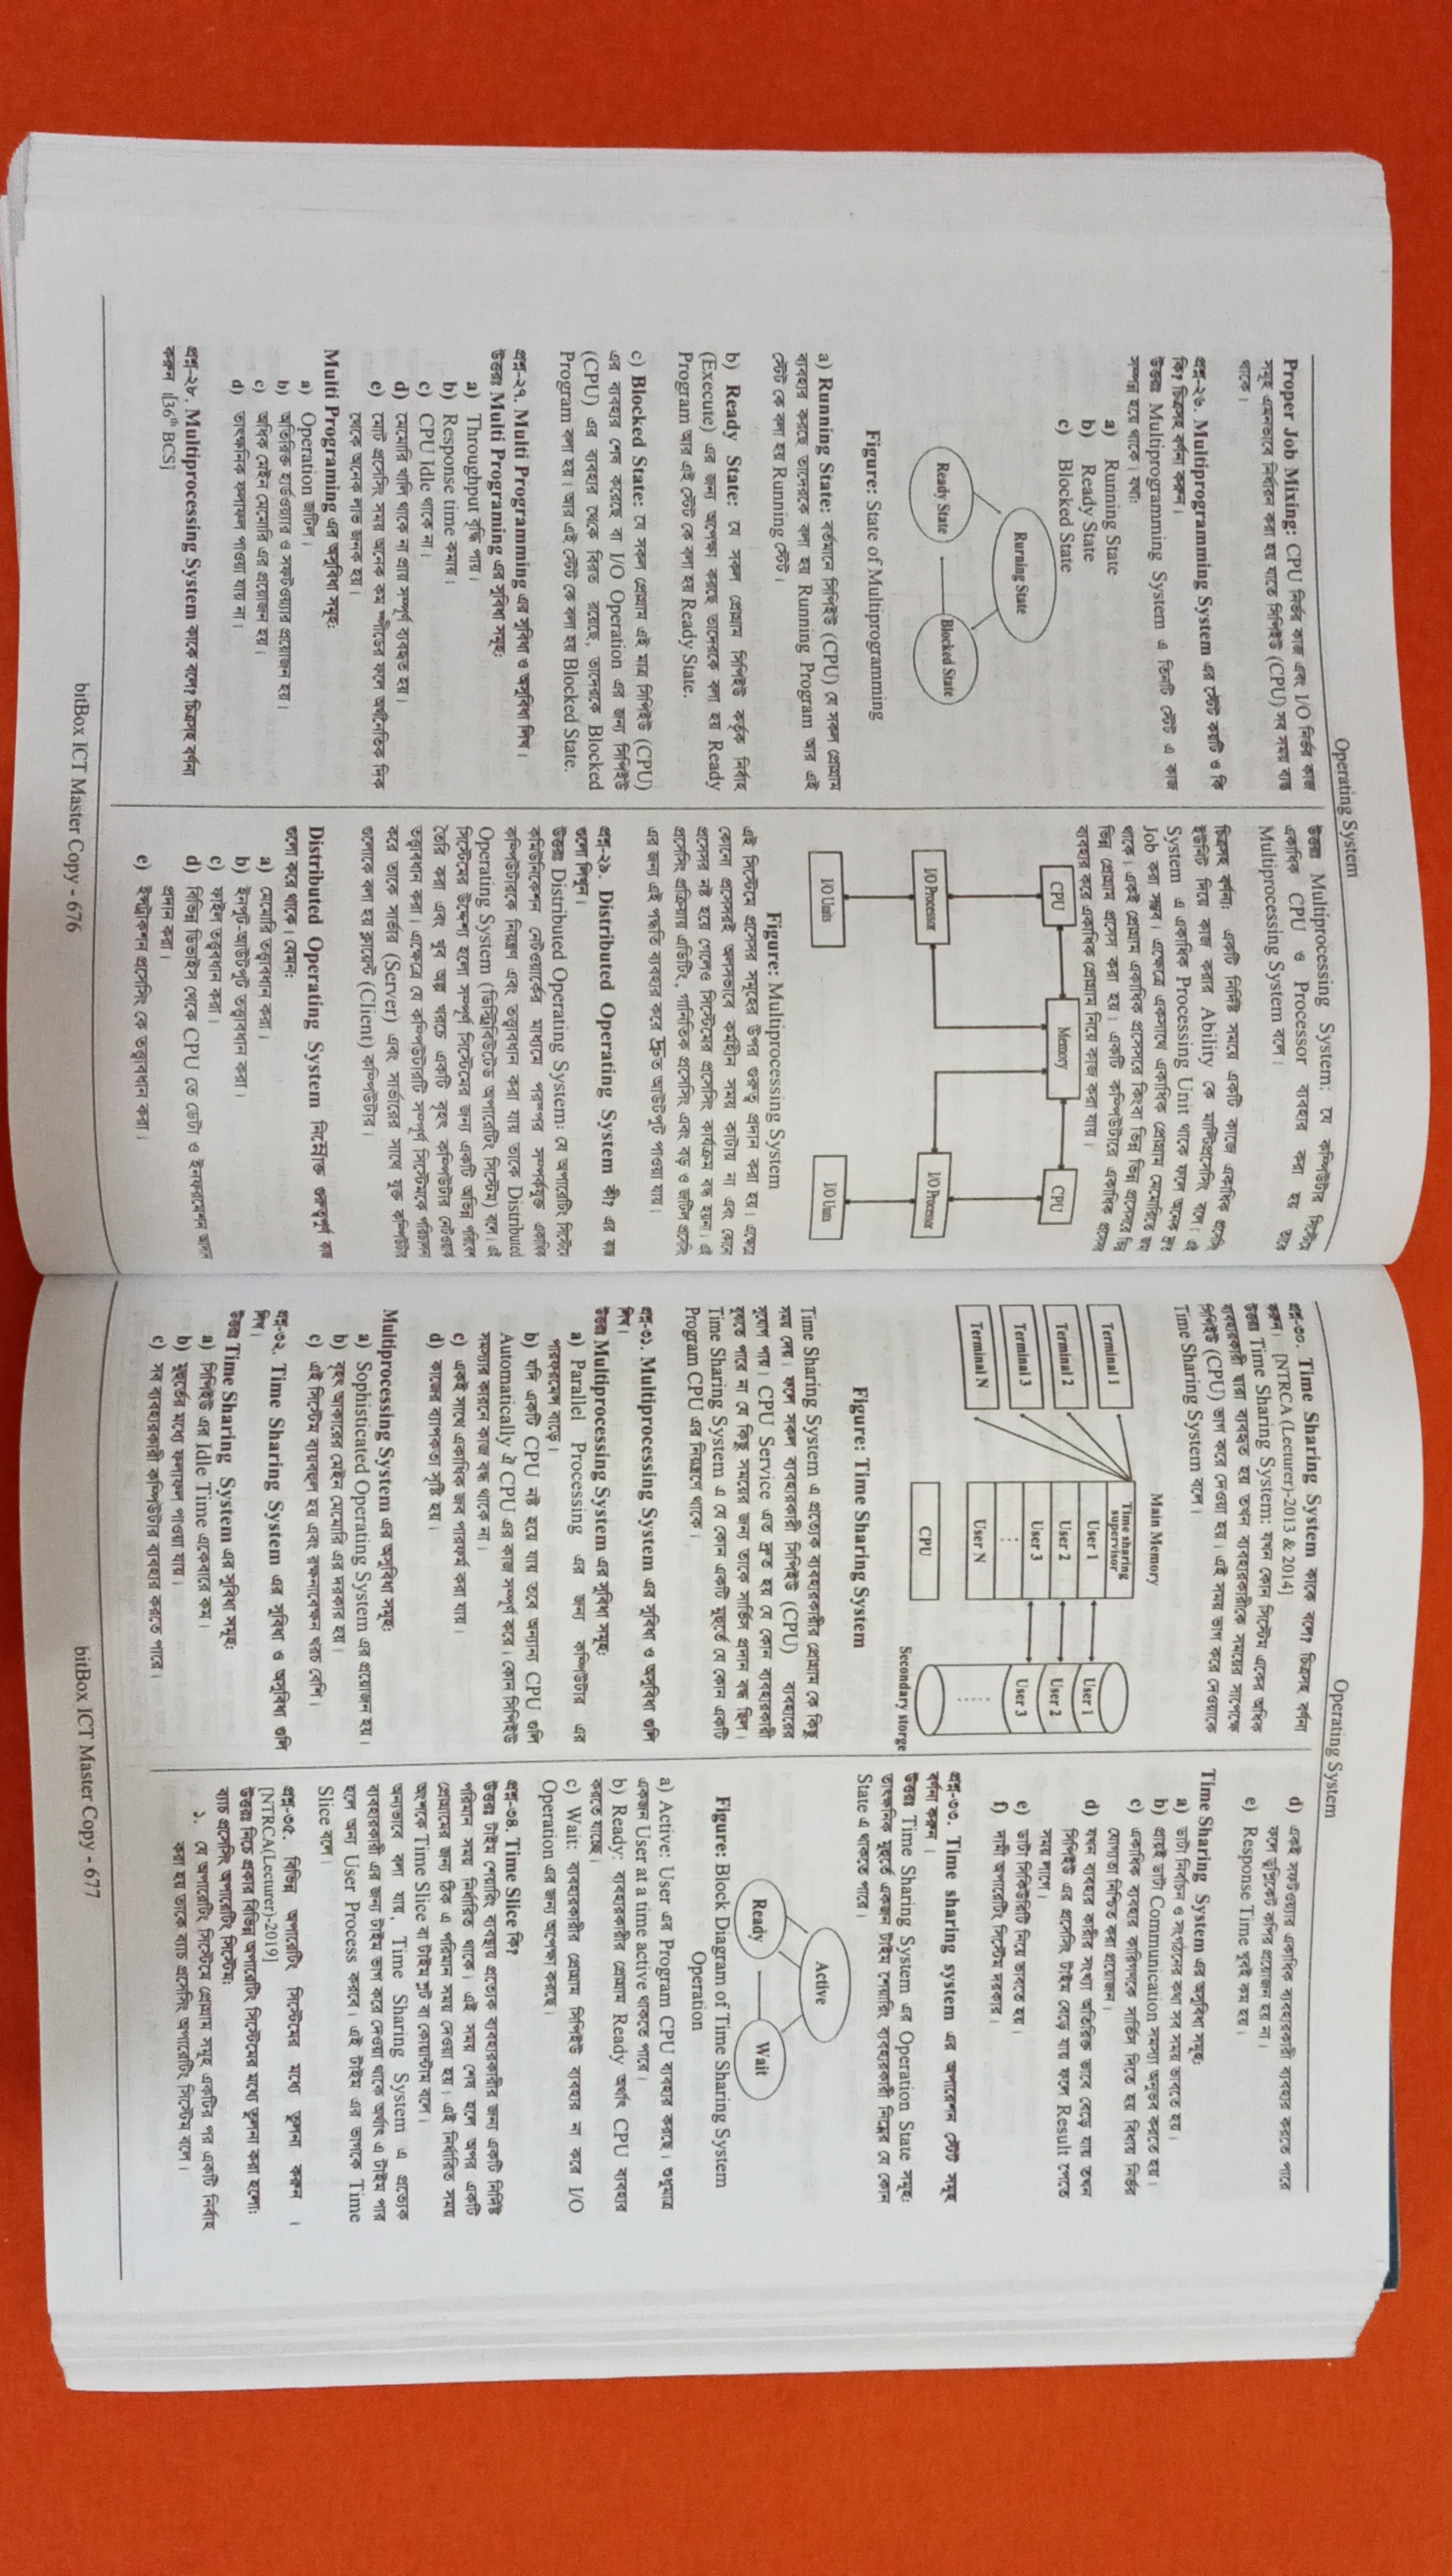 Operating System
Proper Job Mixing: CPU নির্ভর কাজ এবং I/O নির্ভর কাজ
সমূহ এমনভাবে নির্ধারন করা হয় যাতে সিপিইউ (CPU) সব সময় ব্যস্ত
থাকে।
প্রশ্ন-২৬. Multiprogramming System এর স্টেট কয়টি ও কি
কি? চিত্রসহ বর্ণনা করুন।
উত্তরঃ Multiprogramming System এ তিনটি স্টেট এ কাজ
সম্পন্ন হয়ে থাকে। যথা:
a) Running State
b) Ready State
c) Blocked State
Rurning State
Ready State
Blocked State
Figure: State of Multiprogramming
a) Running State: বর্তমানে সিপিইউ (CPU) যে সকল প্রোগ্রাম
ব্যবহার করছে তাদেরকে বলা হয় Running Program আর এই
স্টেট কে বলা হয় Running স্টেট।
b) Ready State: যে সকল প্রোগ্রাম সিপিইউ কর্তৃক নির্বাহ
(Execute) এর জন্য অপেক্ষা করছে তাদেরকে বলা হয় Ready
Program আর এই স্টেট কে বলা হয় Ready State.
c) Blocked State: যে সকল প্রোগ্রাম এই মাত্র সিপিইউ (CPU)
এর ব্যবহার শেষ করেছে বা I/O Operation এর জন্য সিপিইউ
(CPU) এর ব্যবহার থেকে বিরত রয়েছে, তাদেরকে Blocked
Program বলা হয়। আর এই স্টেট কে বলা হয় Blocked State.
প্রশ্ন-২৭. Multi Programming এর সুবিধা ও অসুবিধা লিখ।
উত্তরঃ Multi Programing এর সুবিধা সমূহ:
a) Throughput বৃদ্ধি পায়।
b) Response time কমায়।
c) CPU Idle থাকে না।
d) মেমোরি খালি থাকে না প্রায় সম্পূর্ণ ব্যবহৃত হয়।
e) মোট প্রসেসিং সময় অনেক কম স্পীডের ফলে অর্থনৈতিক দিক
থেকে অনেক লাভ জনক হয়।
Multi Programing এর অসুবিধা সমূহ:
a) Operation জটিল।
b) অতিরিক্ত হার্ডওয়্যার ও সফটওয়্যার প্রয়োজন হয়।
c) অধিক মেইন মেমোরি এর প্রয়োজন হয়।
d) তাৎক্ষনিক ফলাফল পাওয়া যায় না।
প্রশ্ন-২৮. Multiprocessing System কাকে বলে? চিত্রসহ বর্ণনা
করুন ।[36th BCS]
উত্তরঃ Multiprocessing System: যে কম্পিউটার সিস্টেমে
একাধিক CPU ও Processor ব্যবহার করা হয় তাকে
Multiprocessing System বলে।
চিত্রসহ বর্ণনা: একটি নির্দিষ্ট সময়ে একটি কাজে একাধিক প্রসেসিং
ইউনিট দিয়ে কাজ করার Ability কে মাল্টিপ্রসেসিং বলে। এই
System এ একাধিক Processing Unit থাকে ফলে অনেক দ্রুত
Job করা সম্ভব। এক্ষেত্রে একসাথে একাধিক প্রোগ্রাম মেমোরিতে জমা
থাকে। একই প্রোগ্রাম একাধিক প্রসেসরে কিংবা ভিন্ন ভিন্ন প্রসেসরে ভিন্ন
ভিন্ন প্রোগ্রাম প্রসেস করা হয়। একটি কম্পিউটারে একাধিক প্রসেসর
ব্যবহার করে একাধিক প্রোগ্রাম নিয়ে কাজ করা যায়।
CPU
Memory
CPU
I/O Processor
I/O Processor
I/O Units
I/O Units
Figure: Multiprocessing System
এই সিস্টেমে প্রসেসর সমূহের উপর গুরুত্ব প্রদান করা হয়। এক্ষেত্রে
কোনো প্রসেসরই অলসভাবে কর্মহীন সময় কাটায় না এবং কোনো
প্রসেসর নষ্ট হয়ে গেলেও সিস্টেমের প্রসেসিং কার্যক্রম বন্ধ হয়না। এই
প্রসেসিং প্রক্রিয়ায় এডিটিং, গানিতিক প্রসেসিং এবং বড় ও জটিল প্রসেসিং
এর জন্য এই পদ্ধতি ব্যবহার করে দ্রুত আউটপুট পাওয়া যায়।
প্রশ্ন-২৯. Distributed Operating System কী? এর কাজ
গুলো লিখুন।
উত্তরঃ Distributed Operating System: যে অপারেটিং সিস্টেমে
কমিউনিকেশন নেটওয়ার্কের মাধ্যমে পরস্পর সম্পর্কযুক্ত একাধিক
কম্পিউটারকে নিয়ন্ত্রণ এবং তত্ত্বাবধান করা যায় তাকে Distributed
Operating System (ডিস্ট্রিবিউটেড অপারেটিং সিস্টেম) বলে। এই
সিস্টেমের উদ্দেশ্য হলো সম্পূর্ণ সিস্টেমের জন্য একটি অভিন্ন পরিবেশ
তৈরি করা এবং খুব অল্প খরচে একটি বৃহৎ কম্পিউটার নেটওয়ার্ক
তত্ত্বাবধান করা। এক্ষেত্রে যে কম্পিউটারটি সম্পূর্ণ সিস্টেমকে পরিচালনা
করে তাকে সার্ভার (Server) এবং সার্ভারের সাথে যুক্ত কম্পিউটার
গুলোকে বলা হয় ক্লায়েন্ট (Client) কম্পিউটার।
Distributed Operating System নিম্নোক্ত গুরুত্বপূর্ণ কাজ
গুলো করে থাকে। যেমন:
a) মেমোরি তত্ত্বাবধান করা।
b) ইনপুট-আউটপুট তত্ত্বাবধান করা।
c) ফাইল তত্ত্ববধান করা।
d) বিভিন্ন ডিভাইস থেকে CPU তে ডেটা ও ইনফরমেশন আদান
প্রদান করা।
e) ইন্সট্রাকশন প্রসেসিং কে তত্ত্বাবধান করা।
bitBox ICT Master Copy - 676
Operating System
প্রশ্ন-৩০. Time Sharing System কাকে বলে? চিত্রসহ বর্ণনা
করুন। [NTRCA (Lecturer)-2013 & 2014]
উত্তরঃ Time Sharing System: যখন কোন সিস্টেম একের অধিক
ব্যবহারকারী দ্বারা ব্যবহৃত হয় তখন ব্যবহারকারীকে সময়ের সাপেক্ষে
সিপিইউ (CPU) ভাগ করে দেওয়া হয়। এই সময় ভাগ করে দেওয়াকে
Time Sharing System বলে।
Main Memory
Terminal 1
Terminal 2
Terminal 3
Terminal N
Time sharing
supervisor
User 1
User 2
User 3
User N
CPU
User 1
User 2
User 3
Secondary storge
Figure: Time Sharing System
Time Sharing System এ প্রত্যেক ব্যবহারকারীর প্রোগ্রাম কে কিছু
সময় দেয়। ফলে সকল ব্যবহারকারী সিপিইউ (CPU) ব্যবহারের
সুযোগ পায়। CPU Service এত দ্রুত হয় যে কোন ব্যবহারকারী
বুঝতে পারে না যে কিছু সময়ের জন্য তাকে সার্ভিস প্রদান বন্ধ ছিল।
Time Sharing System এ যে কোন একটি মুহুর্তে যে কোন একটি
Program CPU এর নিয়ন্ত্রণে থাকে।
প্রশ্ন-৩১. Multiprocessing System এর সুবিধা ও অসুবিধা গুলি
লিখ।
উত্তরঃ Multiprocessing System এর সুবিধা সমূহ:
a) Parallel Processing এর জন্য কম্পিউটার এর
পারফরমেন্স বাড়ে।
b) যদি একটি CPU নষ্ট হয়ে যায় তবে অন্যান্য CPU গুলি
Automatically ঐ CPU এর কাজ সম্পূর্ণ করে। কোন সিপিইউ
সমস্যার কারনে কাজ বন্ধ থাকে না।
c) একই সাথে একাধিক জব পারফর্ম করা যায়।
d) কাজের ব্যাপকতা সৃষ্টি হয়।
Multiprocessing System এর অসুবিধা সমূহ:
a) Sophisticated Operating System এর প্রয়োজন হয়।
b) বৃহৎ আকারের মেইন মেমোরি এর দরকার হয়।
c) এই সিস্টেম ব্যয়বহুল হয় এবং রক্ষনাবেক্ষন খরচ বেশি।
প্রশ্ন-৩২. Time Sharing System এর সুবিধা ও অসুবিধা গুলি
লিখ।
উত্তরঃ Time Sharing System এর সুবিধা সমূহ:
a) সিপিইউ এর Idle Time একেবারে কম।
b) মুহুর্তের মধ্যে ফলাফল পাওয়া যায়।
c) সব ব্যবহারকারী কম্পিউটার ব্যবহার করতে পারে।
d) একই সফটওয়্যার একাধিক ব্যবহারকারী ব্যবহার করতে পারে
ফলে ডুপ্লিকেট কপির প্রয়োজন হয় না।
e) Response Time খুবই কম হয়।
Time Sharing System এর অসুবিধা সমূহ:
a) ডাটা নির্বাচন ও সংগঠনের কথা সব সময় ভাবতে হয়।
b) প্রায়ই ডাটা Communication সমস্যা অনুভব করতে হয়।
c) একাধিক ব্যবহার কারিগণকে সার্ভিস দিতে হয় বিধায় নির্ভর
যোগ্যতা নিশ্চিত করা প্রয়োজন।
d) যখন ব্যবহার কারীর সংখ্যা অতিরিক্ত ভাবে বেড়ে যায় তখন
সিপিইউ এর প্রসেসিং টাইম বেড়ে যায় ফলে Result পেতে
সময় লাগে।
e) ডাটা সিকিউরিটি নিয়ে ভাবতে হয়।
f) দামী অপারেটিং সিস্টেম দরকার।
প্রশ্ন-৩৩. Time sharing system এর অপারেশন স্টেট সমূহ
বর্ণনা করুন ।
উত্তরঃ Time Sharing System এর Operation State সমূহ:
তাৎক্ষনিক মুহুর্তে একজন টাইম শেয়ারিং ব্যবহারকারী নিম্নের যে কোন
State এ থাকতে পারে।
Active
Ready
Wait
Figure: Block Diagram of Time Sharing System
Operation
a) Active: User এর Program CPU ব্যবহার করছে। শুধুমাত্র
একজন User at a time active থাকতে পারে।
b) Ready: ব্যবহারকারীর প্রোগ্রাম Ready অর্থাৎ CPU ব্যবহার
করতে যাচ্ছে।
c) Wait: ব্যবহারকারীর প্রোগ্রাম সিপিইউ ব্যবহার না করে I/O
Operation এর জন্য অপেক্ষা করছে।
প্রশ্ন-৩৪. Time Slice কি?
উত্তরঃ টাইম শেয়ারিং ব্যবস্থায় প্রত্যেক ব্যবহারকারীর জন্য একটি নির্দিষ্ট
পরিমান সময় নির্ধারিত থাকে। এই সময় শেষ হলে অপর একটি
প্রোগ্রামের জন্য ঠিক এ পরিমান সময় দেওয়া হয়। এই নির্ধারিত সময়
অংশকে Time Slice বা টাইম স্লট বা কোয়ান্টাম বলে।
অন্যভাবে বলা যায়, Time Sharing System এ প্রত্যেক
ব্যবহারকারী এর জন্য টাইম ভাগ করে দেওয়া থাকে অর্থাৎ এ টাইম পার
হলে অন্য User Process করবে। এই টাইম এর ভাগকে Time
Slice বলে।
প্রশ্ন-৩৫. বিভিন্ন অপারেটিং সিস্টেমের মধ্যে তুলনা করুন ।
[NTRCA(Lecturer)-2019]
উত্তরঃ নিচে প্রকার বিভিন্ন অপারেটিং সিস্টেমের মধ্যে তুলনা করা হলো:
ব্যাচ প্রসেসিং অপারেটিং সিস্টেম:
১. যে অপারেটিং সিস্টেমে প্রোগ্রাম সমূহ একটির পর একটি নির্বাহ
করা হয় তাকে ব্যাচ প্রসেসিং অপারেটিং সিস্টেম বলে।
bitBox ICT Master Copy - 677